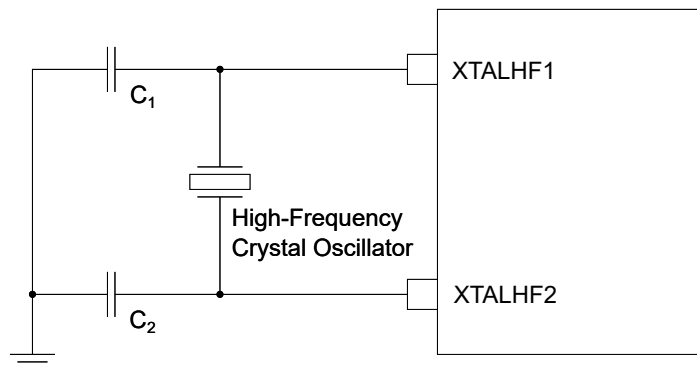 XTALHF1
C₁
High-Frequency
Crystal Oscillator
XTALHF2
C₂